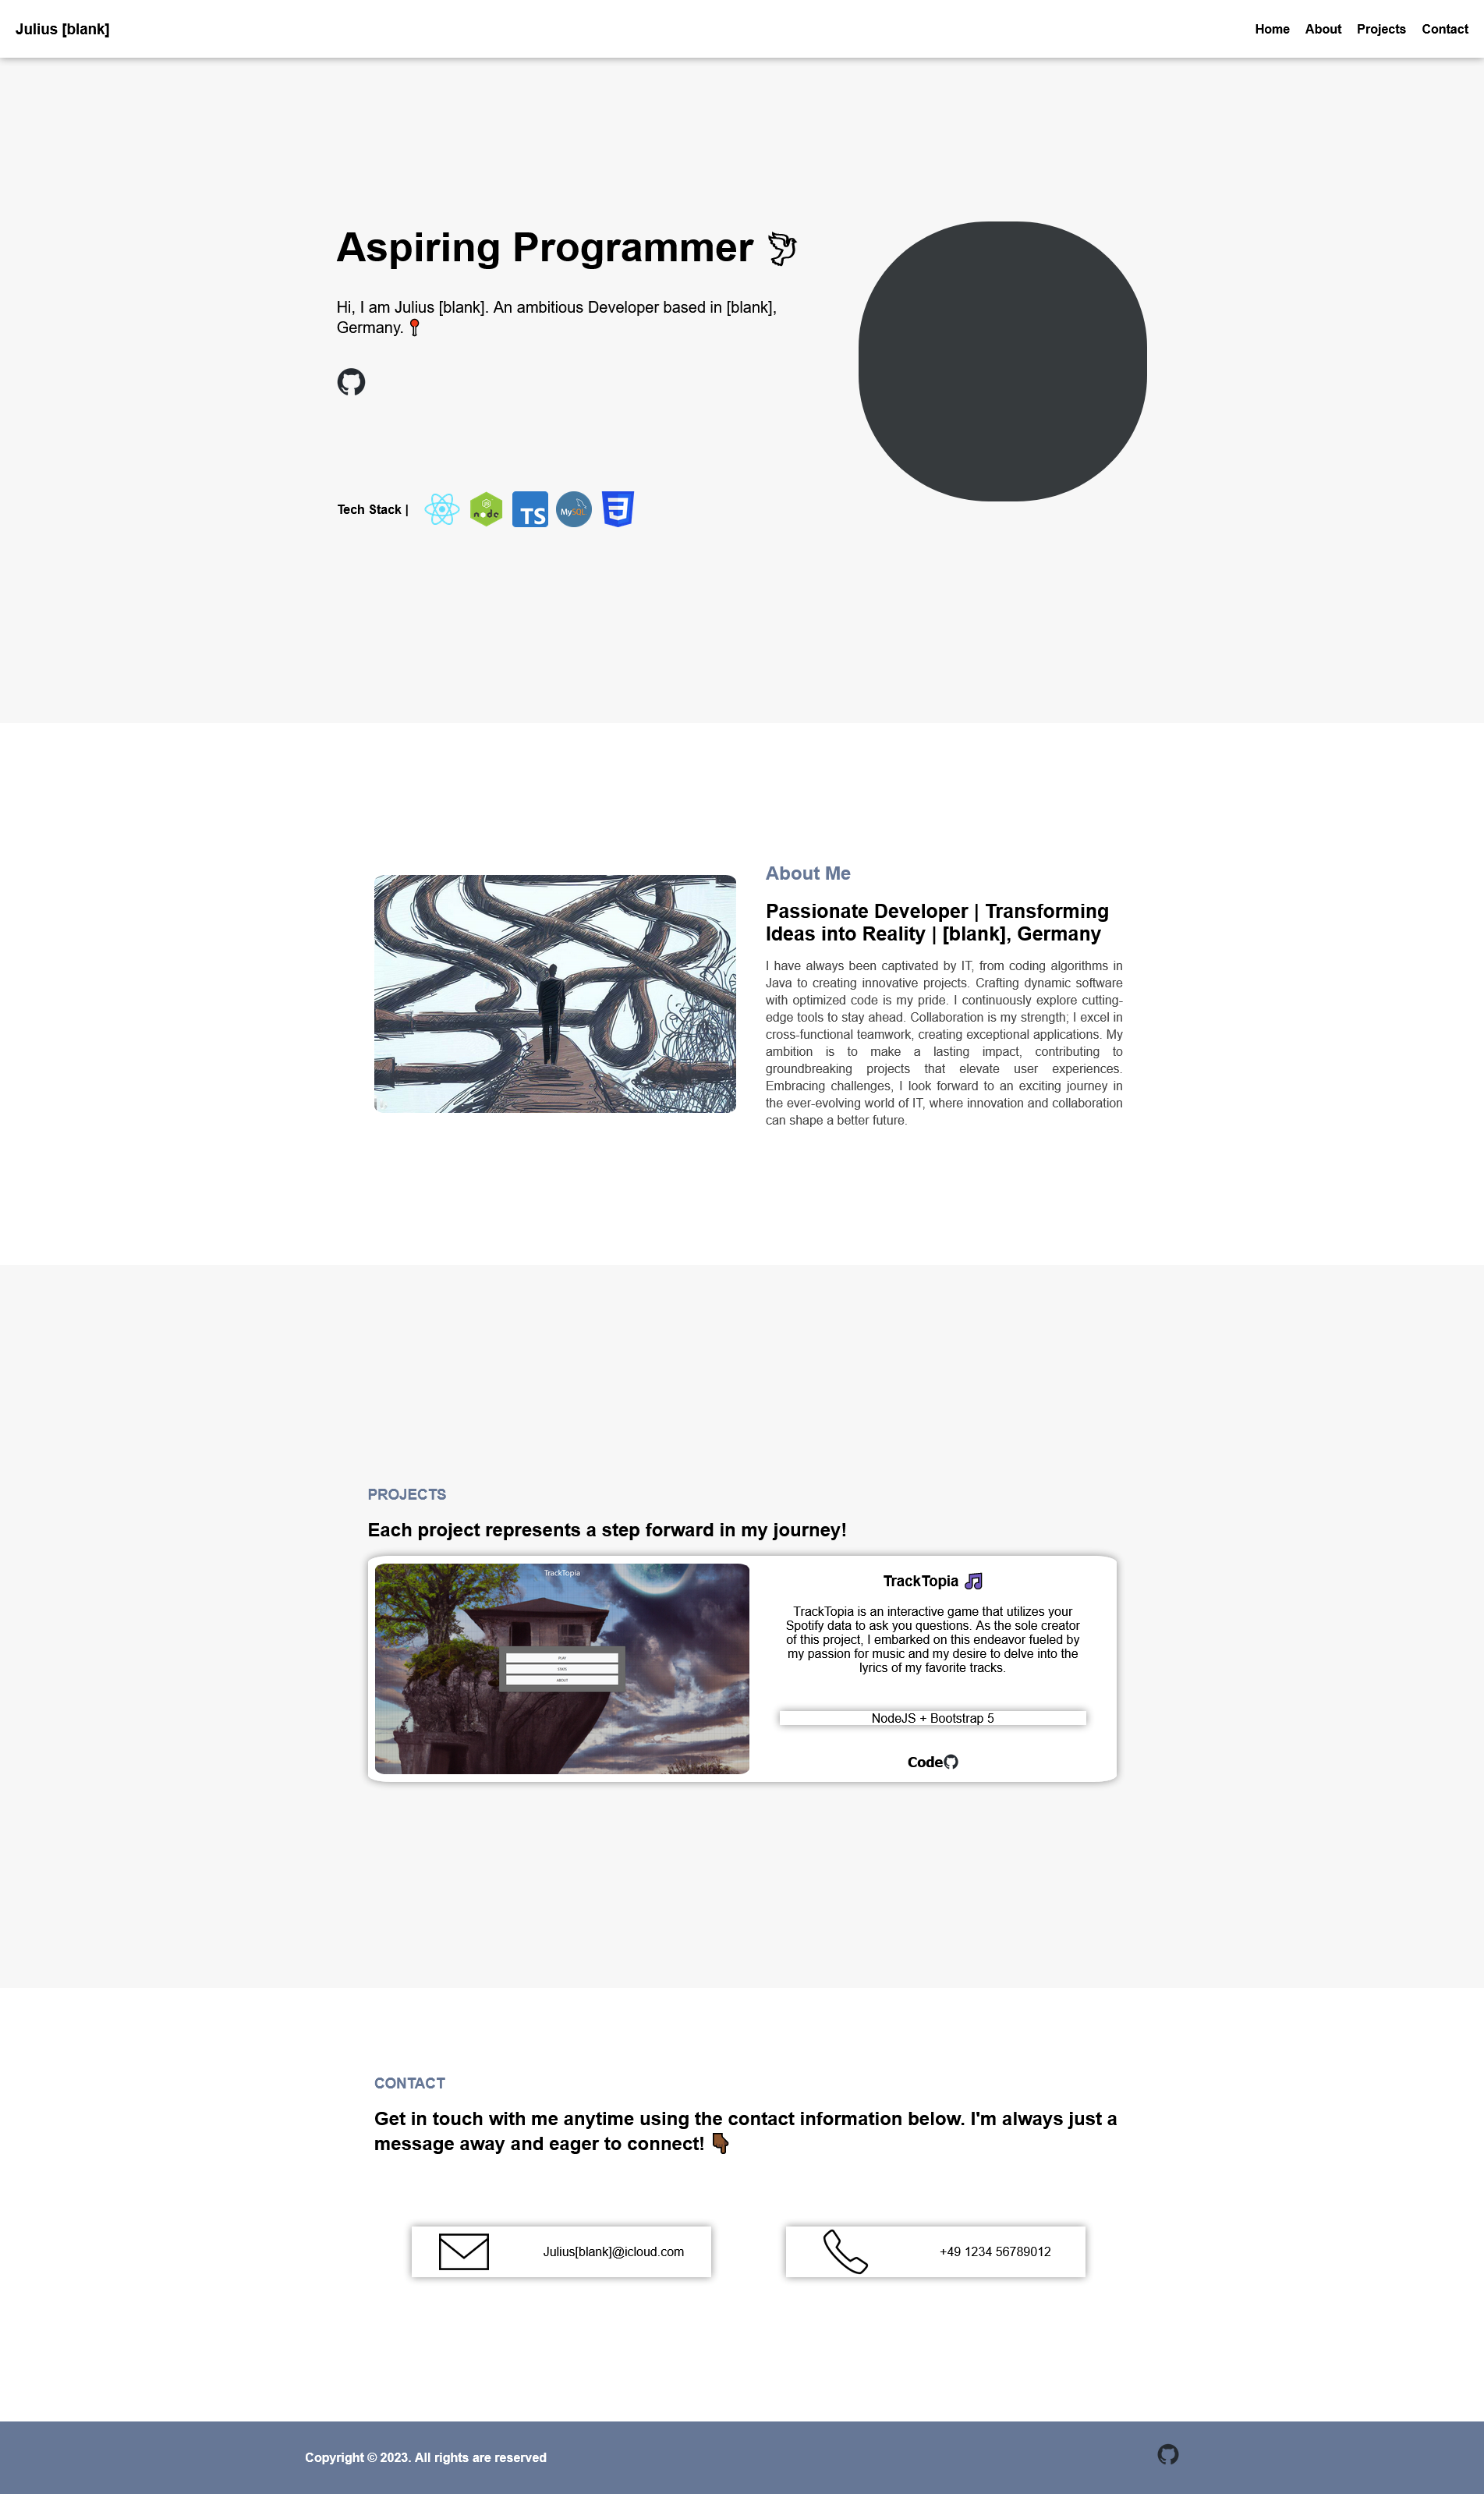 Julius [blank]
Home About Projects Contact
Aspiring Programmer
Hi, I am Julius [blank]. An ambitious Developer based in [blank],
Germany.
Tech Stack |
JS
node
TS
MySQL
3
About Me
Passionate Developer | Transforming
Ideas into Reality | [blank], Germany
I have always been captivated by IT, from coding algorithms in
Java to creating innovative projects. Crafting dynamic software
with optimized code is my pride. I continuously explore cutting-
edge tools to stay ahead. Collaboration is my strength; I excel in
cross-functional teamwork, creating exceptional applications. My
ambition is to make a lasting impact, contributing to
groundbreaking projects that elevate user experiences.
Embracing challenges, I look forward to an exciting journey in
the ever-evolving world of IT, where innovation and collaboration
can shape a better future.
PROJECTS
Each project represents a step forward in my journey!
TrackTopia
PLAY
ABOUT
TrackTopia
TrackTopia is an interactive game that utilizes your
Spotify data to ask you questions. As the sole creator
of this project, I embarked on this endeavor fueled by
my passion for music and my desire to delve into the
lyrics of my favorite tracks.
NodeJS + Bootstrap 5
Code
CONTACT
Get in touch with me anytime using the contact information below. I'm always just a
message away and eager to connect!
Julius[blank]@icloud.com
+49 1234 56789012
Copyright © 2023. All rights are reserved